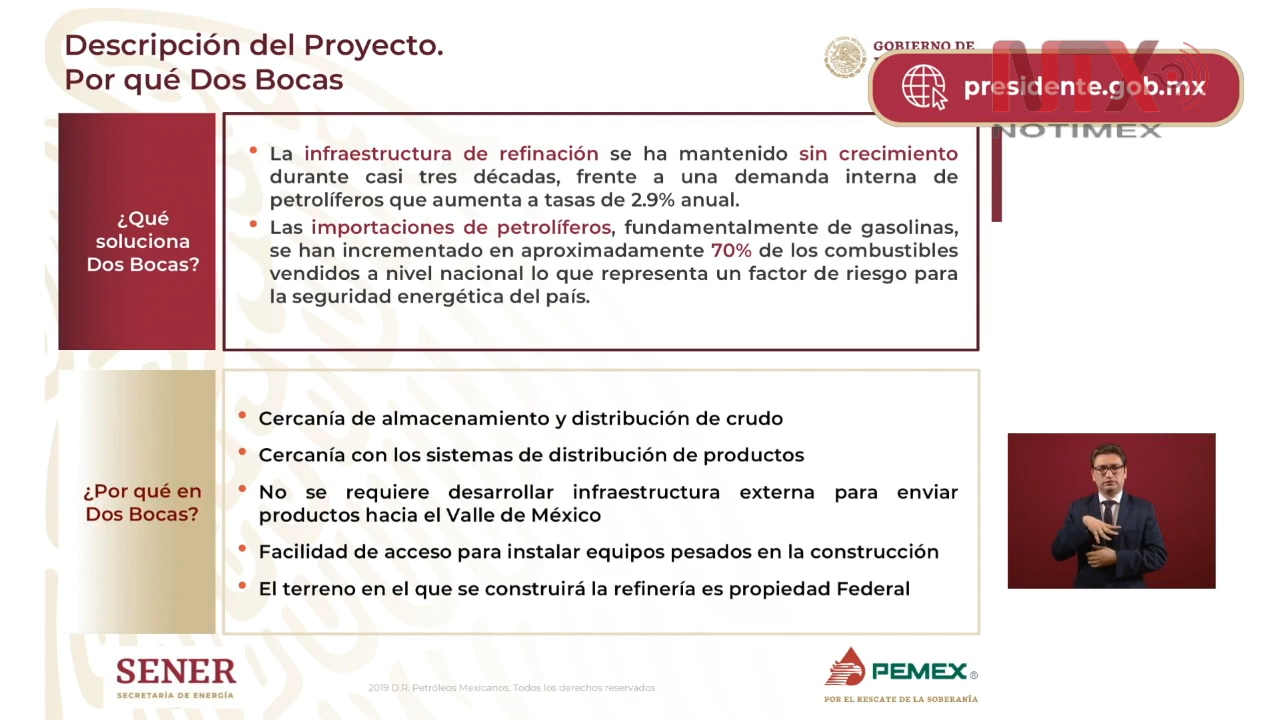 Descripción del Proyecto.
Por qué Dos Bocas
GOBIERNO DE
presidente.gob.mx
NTX
NOTIMEX
¿Qué
soluciona
Dos Bocas?
• La infraestructura de refinación se ha mantenido sin crecimiento
durante casi tres décadas, frente a una demanda interna de
petrolíferos que aumenta a tasas de 2.9% anual.
• Las importaciones de petrolíferos, fundamentalmente de gasolinas,
se han incrementado en aproximadamente 70% de los combustibles
vendidos a nivel nacional lo que representa un factor de riesgo para
la seguridad energética del país.
¿Por qué en
Dos Bocas?
• Cercanía de almacenamiento y distribución de crudo
• Cercanía con los sistemas de distribución de productos
• No se requiere desarrollar infraestructura externa para enviar
productos hacia el Valle de México
• Facilidad de acceso para instalar equipos pesados en la construcción
• El terreno en el que se construirá la refinería es propiedad Federal
SENER
SECRETARÍA DE ENERGÍA
2019 D.R. Petróleos Mexicanos. Todos los derechos reservados.
PEMEX®
POR EL RESCATE DE LA SOBERANÍA